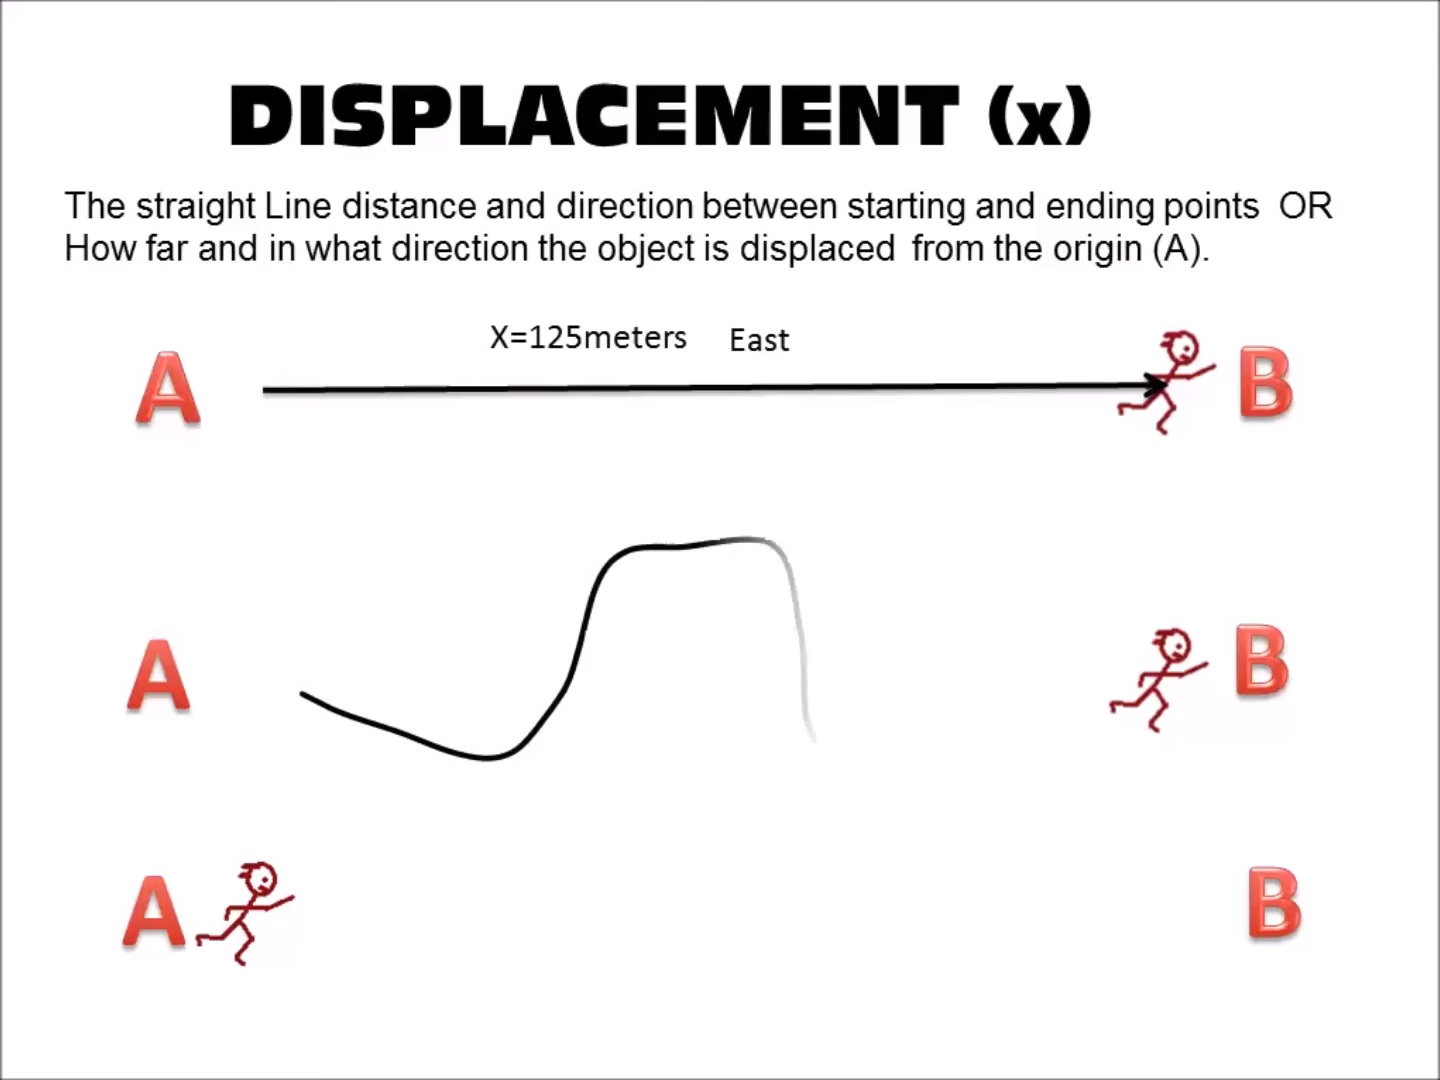 DISPLACEMENT (x)
The straight Line distance and direction between starting and ending points OR
How far and in what direction the object is displaced from the origin (A).
X=125meters East
A B
A B
A B